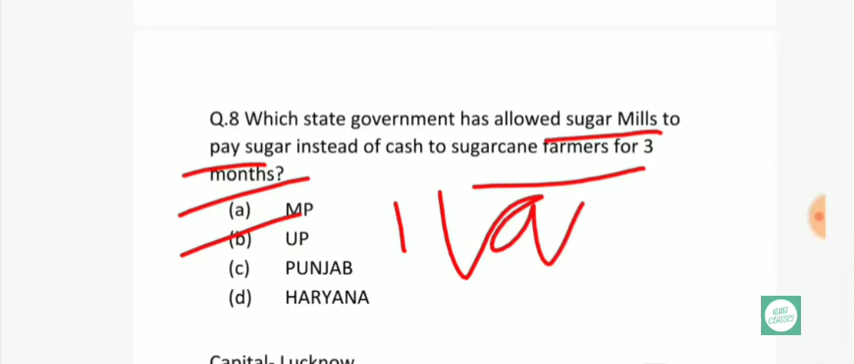 Q.8 Which state government has allowed sugar Mills to
pay sugar instead of cash to sugarcane farmers for 3
months?
(a) MP
(b) UP
(c) PUNJAB
(d) HARYANA
Capital- Lucknow
CLASSES